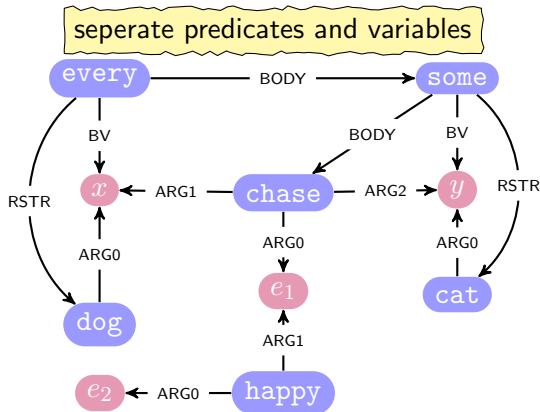 seperate predicates and variables
every BODY some
BV BODY BV
RSTR x ARG1 chase ARG2 y RSTR
ARG0 ARG0 ARG0
e1 cat
dog ARG1
e2 ARG0 happy